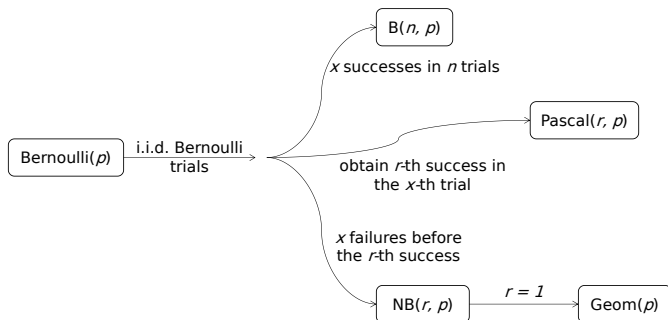 B(n, p)
x successes in n trials
Pascal(r, p)
Bernoulli(p)
i.i.d. Bernoulli
trials
obtain r-th success in
the x-th trial
x failures before
the r-th success
NB(r, p)
r = 1
Geom(p)